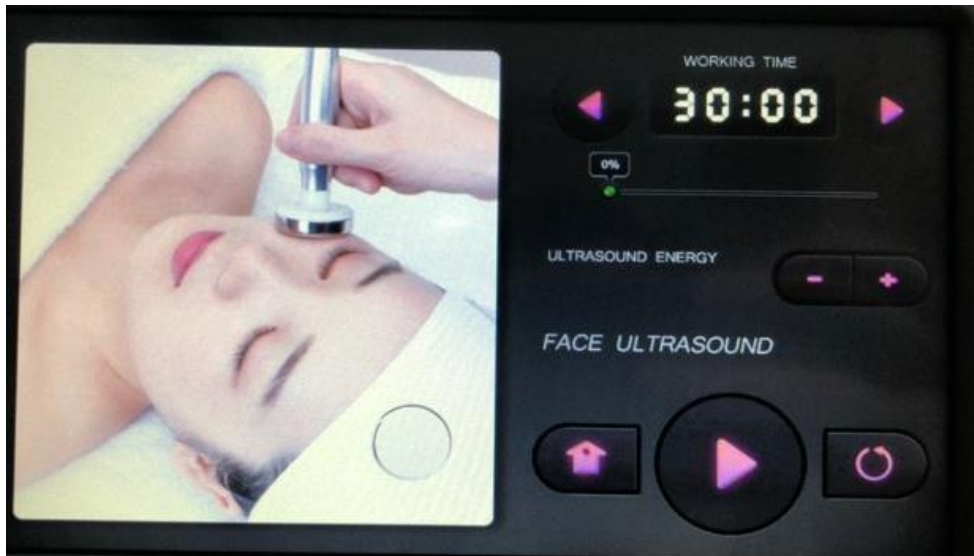 WORKING TIME
30:00
0%
ULTRASOUND ENERGY
- +
FACE ULTRASOUND